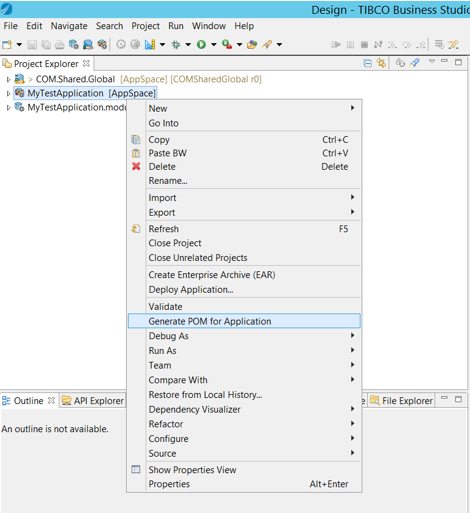 Design - TIBCO Business Studio
File Edit Navigate Search Project Run Window Help
Project Explorer
> COM.Shared.Global [AppSpace] [COMSharedGlobal r0]
MyTestApplication [AppSpace]
MyTestApplication.modu
New
Go Into
Copy Ctrl+C
Paste BW Ctrl+V
Delete Delete
Rename...
Import
Export
Refresh F5
Close Project
Close Unrelated Projects
Create Enterprise Archive (EAR)
Deploy Application...
Validate
Generate POM for Application
Debug As
Run As
Team
Compare With
Restore from Local History...
Dependency Visualizer
Refactor
Configure
Source
Show Properties View
Properties Alt+Enter
Outline API Explorer e File Explorer
An outline is not available.